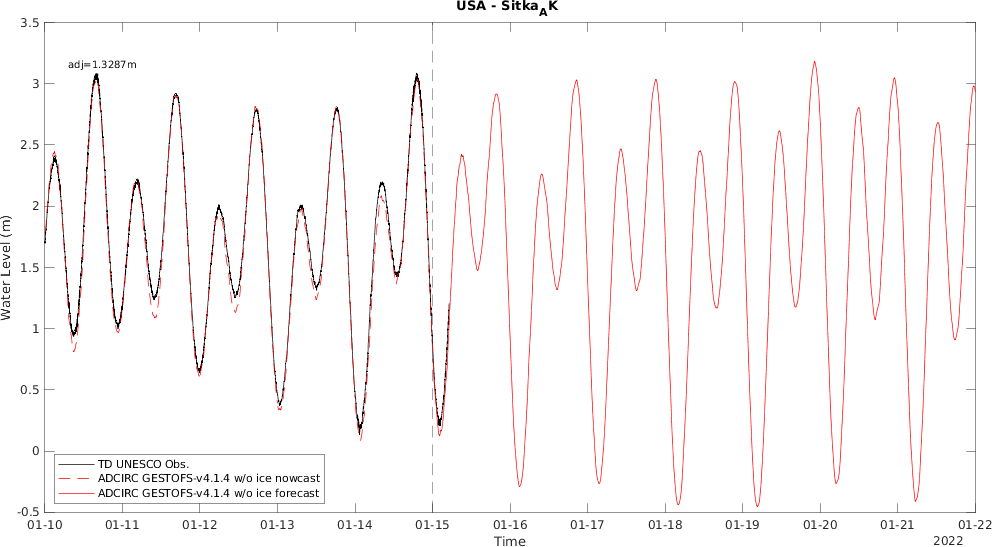 USA - Sitka_AK
adj=1.3287m
3.5
3
2.5
2
1.5
1
0.5
0
-0.5
Water Level (m)
TD UNESCO Obs.
ADCIRC GESTOFS-v4.1.4 w/o ice nowcast
ADCIRC GESTOFS-v4.1.4 w/o ice forecast
01-10 01-11 01-12 01-13 01-14 01-15 01-16 01-17 01-18 01-19 01-20 01-21 01-22
Time
2022